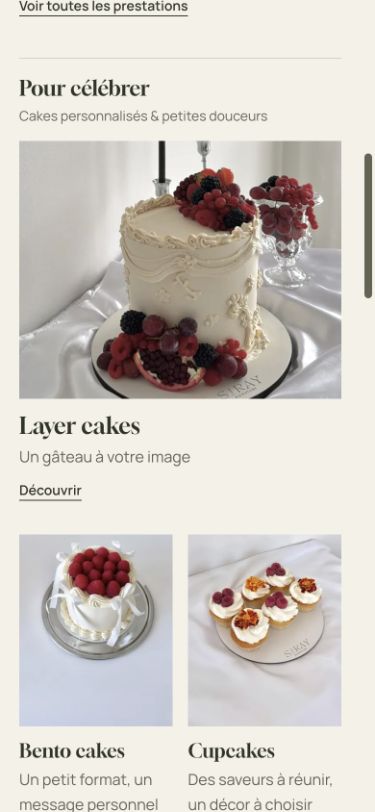 Voir toutes les prestations
Pour célébrer
Cakes personnalisés & petites douceurs
Layer cakes
Un gâteau à votre image
Découvrir
Bento cakes
Un petit format, un
message personnel
Cupcakes
Des saveurs à réunir,
un décor à choisir